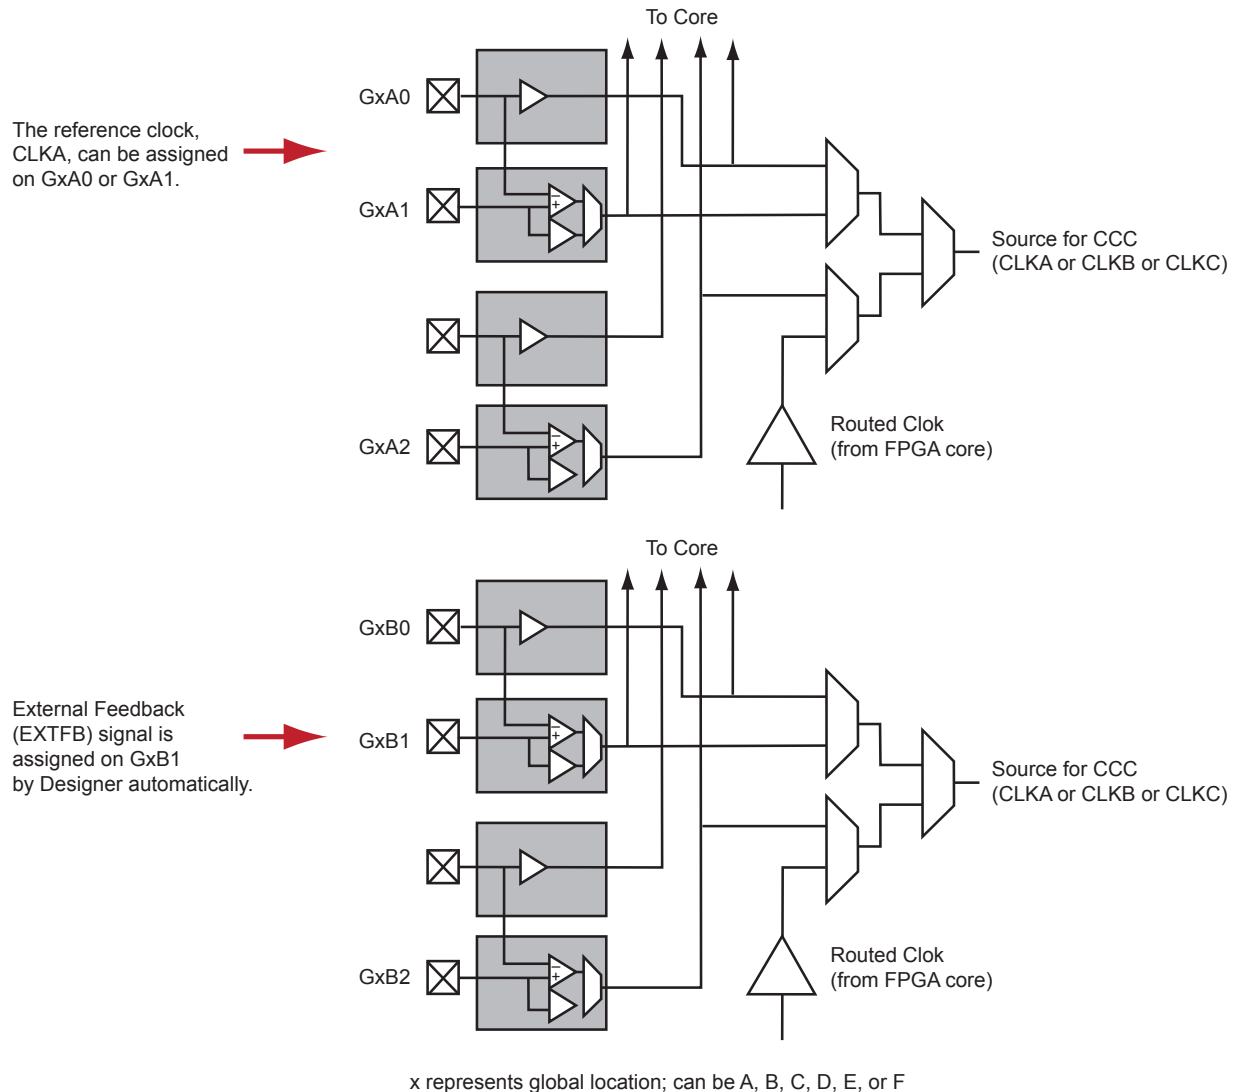 To Core
GxA0
The reference clock,
CLKA, can be assigned
on GxA0 or GxA1.
−
+
GxA1
Source for CCC
(CLKA or CLKB or CLKC)
Routed Clok
(from FPGA core)
−
+
GxA2
To Core
GxB0
External Feedback
(EXTFB) signal is
assigned on GxB1
by Designer automatically.
−
+
GxB1
Source for CCC
(CLKA or CLKB or CLKC)
Routed Clok
(from FPGA core)
−
+
GxB2
x represents global location; can be A, B, C, D, E, or F